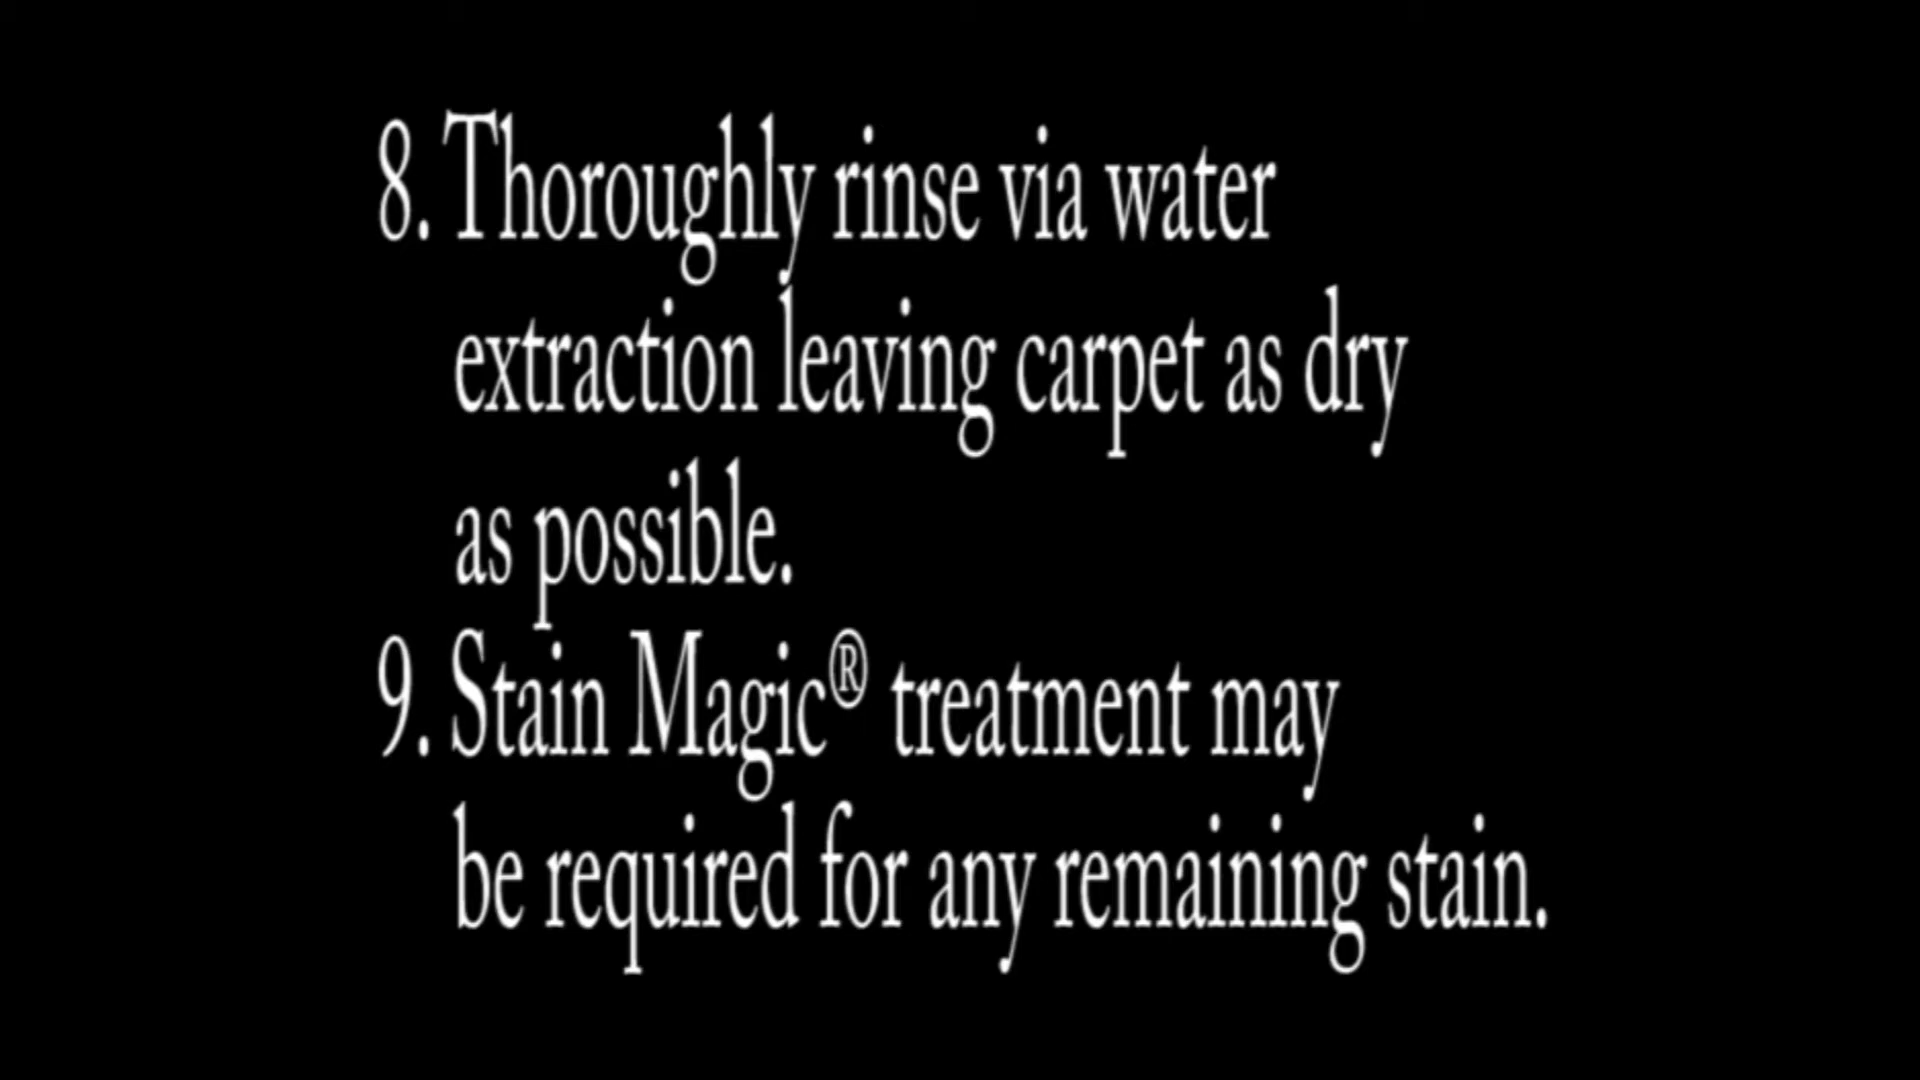 8. Thoroughly rinse via water
extraction leaving carpet as dry
as possible.
9. Stain Magic® treatment may
be required for any remaining stain.